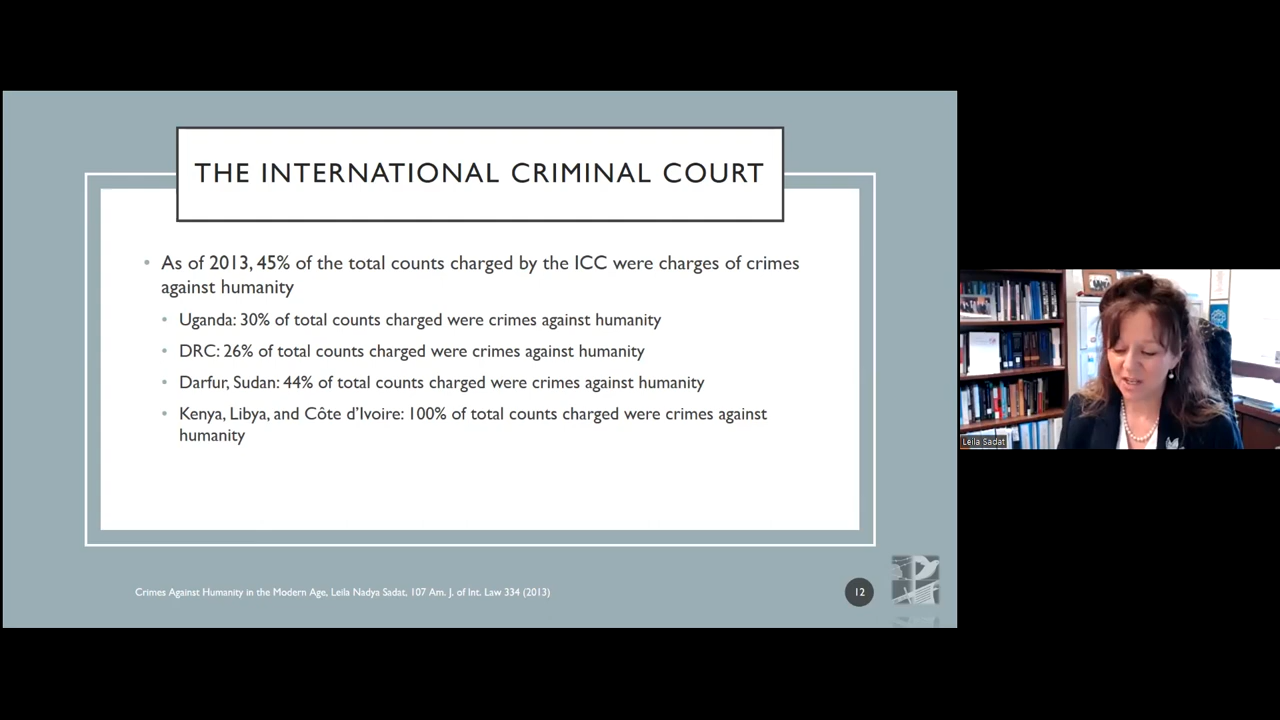 THE INTERNATIONAL CRIMINAL COURT
• As of 2013, 45% of the total counts charged by the ICC were charges of crimes
against humanity
• Uganda: 30% of total counts charged were crimes against humanity
• DRC: 26% of total counts charged were crimes against humanity
• Darfur, Sudan: 44% of total counts charged were crimes against humanity
• Kenya, Libya, and Côte d'Ivoire: 100% of total counts charged were crimes against
humanity
Crimes Against Humanity in the Modern Age, Leila Nadya Sadat, 107 Am. J. of Int. Law 334 (2013)
12
Leila Sadat